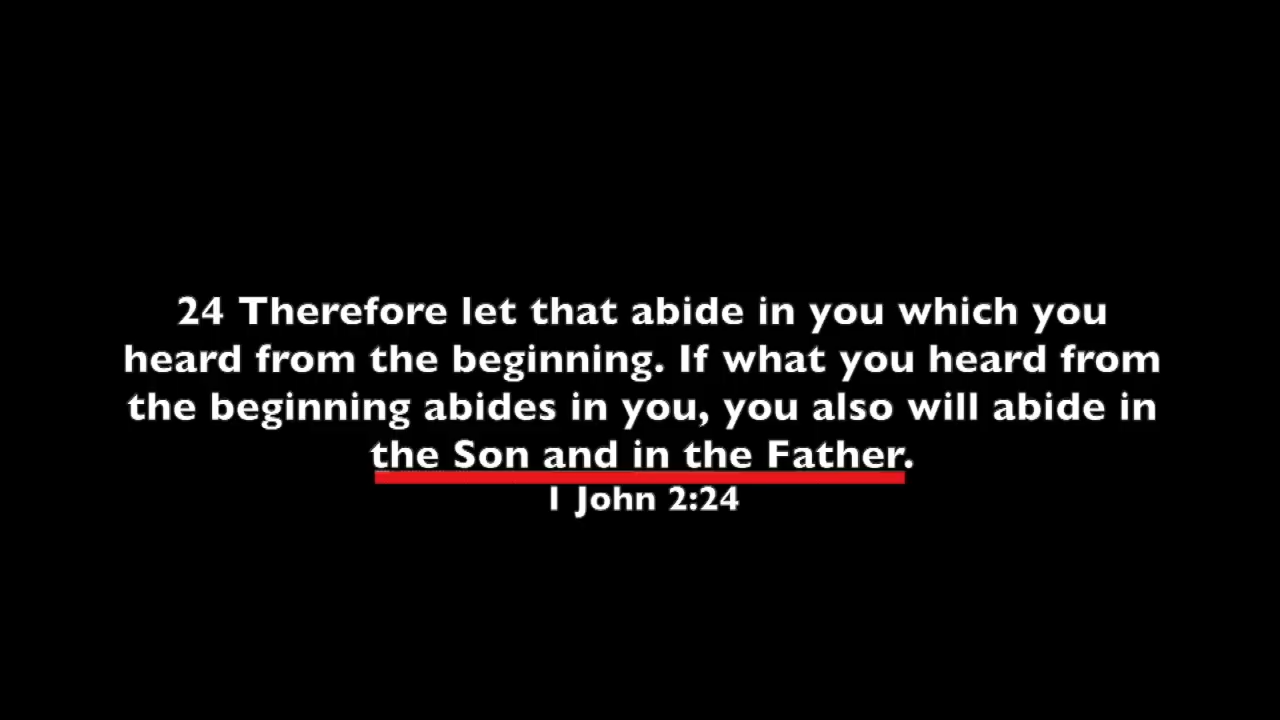 24 Therefore let that abide in you which you
heard from the beginning. If what you heard from
the beginning abides in you, you also will abide in
the Son and in the Father.
1 John 2:24